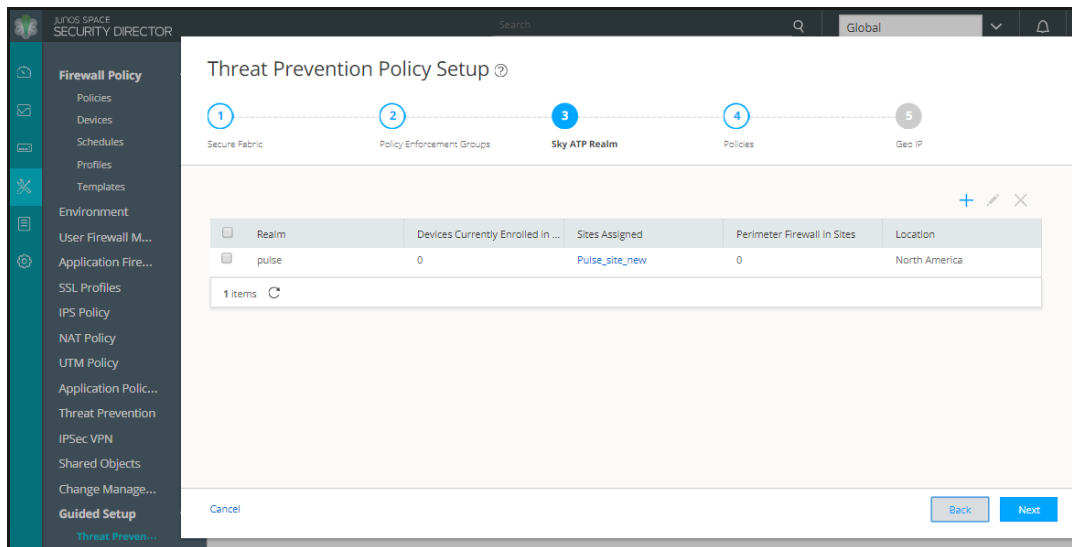 JUNOS SPACE
SECURITY DIRECTOR
Search
Global
Firewall Policy
Policies
Devices
Schedules
Profiles
Templates
Environment
User Firewall M...
Application Fire...
SSL Profiles
IPS Policy
NAT Policy
UTM Policy
Application Polic...
Threat Prevention
IPSec VPN
Shared Objects
Change Manage...
Guided Setup
Threat Preven...
Threat Prevention Policy Setup
1 2 3 4 5
Secure Fabric Policy Enforcement Groups Sky ATP Realm Policies Geo IP
Realm Devices Currently Enrolled in ... Sites Assigned Perimeter Firewall in Sites Location
pulse 0 Pulse_site_new 0 North America
1 items
Cancel Back Next